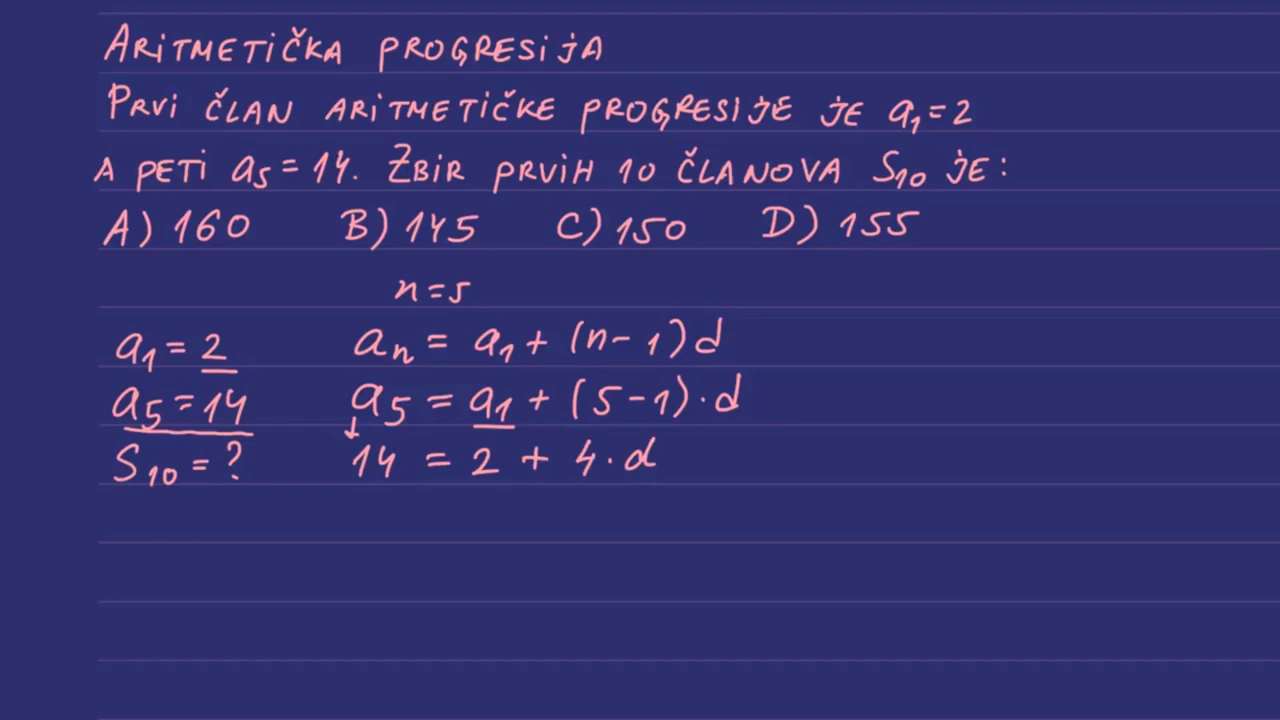 ARITMETIČKA PROGRESIJA
PRVI ČLAN ARITMETIČKE PROGRESIJE JE a₁=2
A PETI a₅=14. ZBIR PRVIH 10 ČLANOVA S₁₀ JE:
A) 160 B) 145 C) 150 D) 155
n=5
a₁=2 aₙ = a₁ + (n-1)d
a₅=14 a₅ = a₁ + (5-1)·d
S₁₀=? 14 = 2 + 4·d